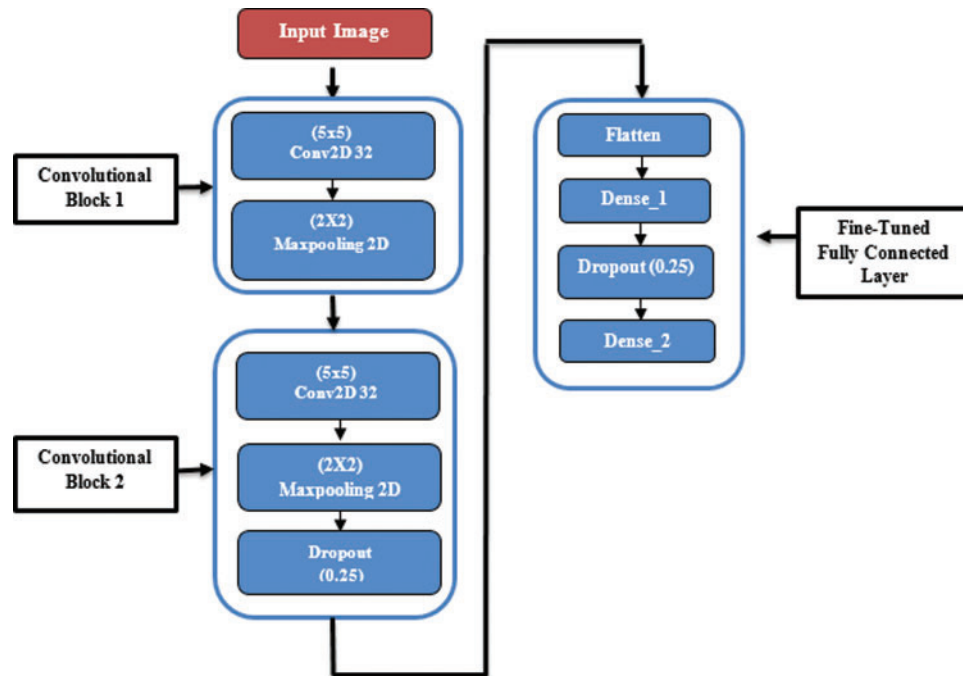 Input Image
(5x5)
Conv2D 32
(2X2)
Maxpooling 2D
Convolutional
Block 1
(5x5)
Conv2D 32
(2X2)
Maxpooling 2D
Dropout
(0.25)
Convolutional
Block 2
Flatten
Dense_1
Dropout (0.25)
Dense_2
Fine-Tuned
Fully Connected
Layer